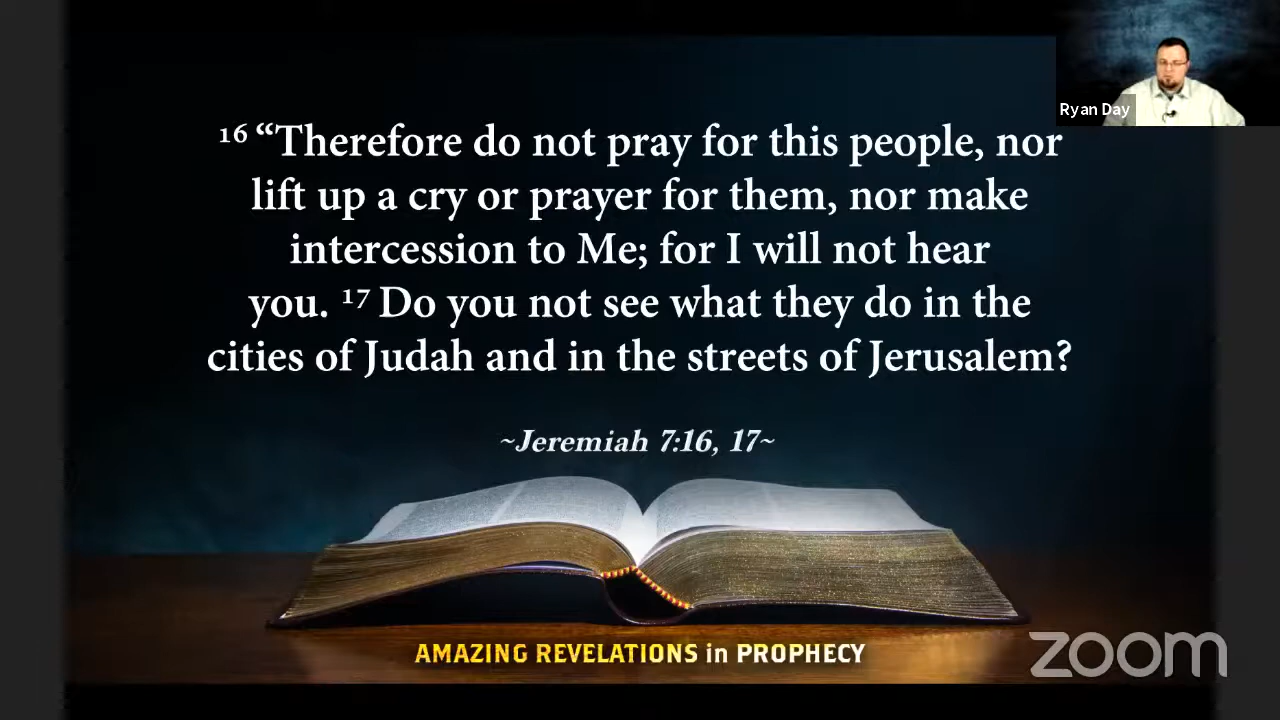 Ryan Day
¹⁶ “Therefore do not pray for this people, nor
lift up a cry or prayer for them, nor make
intercession to Me; for I will not hear
you. ¹⁷ Do you not see what they do in the
cities of Judah and in the streets of Jerusalem?
~Jeremiah 7:16, 17~
AMAZING REVELATIONS in PROPHECY
zoom